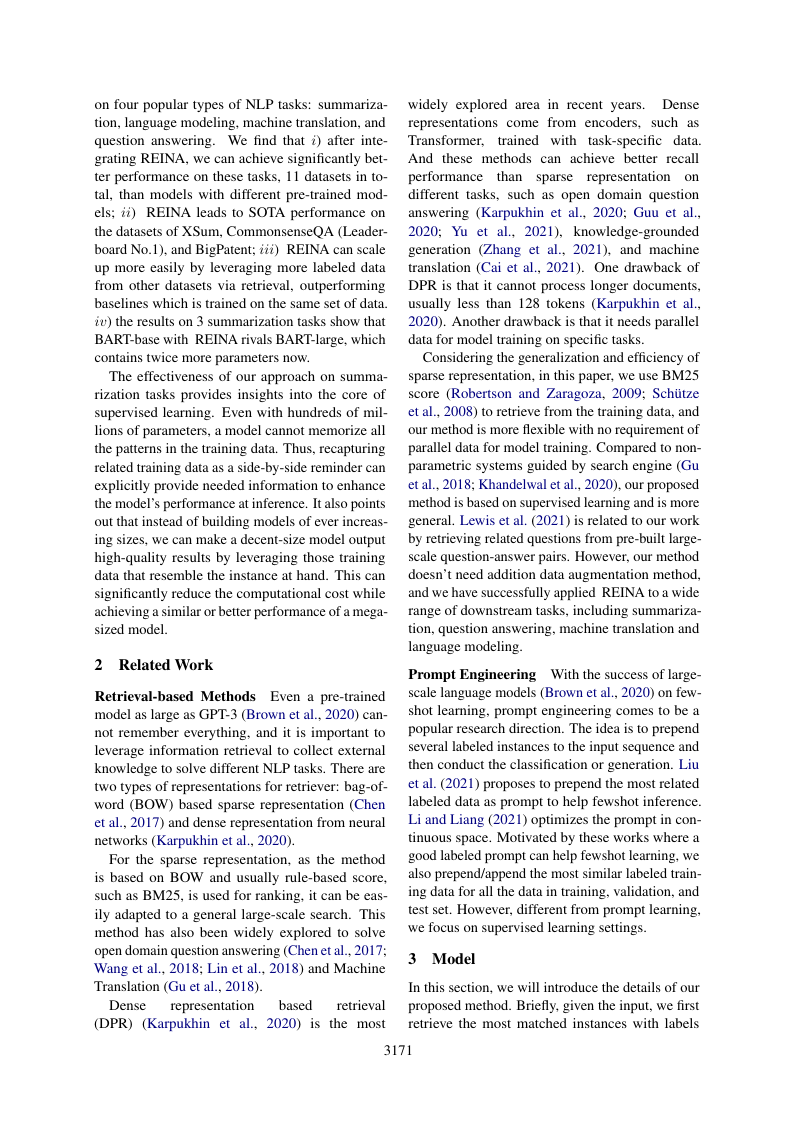 on four popular types of NLP tasks: summariza-
tion, language modeling, machine translation, and
question answering. We find that i) after inte-
grating REINA, we can achieve significantly bet-
ter performance on these tasks, 11 datasets in to-
tal, than models with different pre-trained mod-
els; ii) REINA leads to SOTA performance on
the datasets of XSum, CommonsenseQA (Leader-
board No.1), and BigPatent; iii) REINA can scale
up more easily by leveraging more labeled data
from other datasets via retrieval, outperforming
baselines which is trained on the same set of data.
iv) the results on 3 summarization tasks show that
BART-base with REINA rivals BART-large, which
contains twice more parameters now.
The effectiveness of our approach on summa-
rization tasks provides insights into the core of
supervised learning. Even with hundreds of mil-
lions of parameters, a model cannot memorize all
the patterns in the training data. Thus, recapturing
related training data as a side-by-side reminder can
explicitly provide needed information to enhance
the model's performance at inference. It also points
out that instead of building models of ever increas-
ing sizes, we can make a decent-size model output
high-quality results by leveraging those training
data that resemble the instance at hand. This can
significantly reduce the computational cost while
achieving a similar or better performance of a mega-
sized model.
2 Related Work
Retrieval-based Methods Even a pre-trained
model as large as GPT-3 (Brown et al., 2020) can-
not remember everything, and it is important to
leverage information retrieval to collect external
knowledge to solve different NLP tasks. There are
two types of representations for retriever: bag-of-
word (BOW) based sparse representation (Chen
et al., 2017) and dense representation from neural
networks (Karpukhin et al., 2020).
For the sparse representation, as the method
is based on BOW and usually rule-based score,
such as BM25, is used for ranking, it can be eas-
ily adapted to a general large-scale search. This
method has also been widely explored to solve
open domain question answering (Chen et al., 2017;
Wang et al., 2018; Lin et al., 2018) and Machine
Translation (Gu et al., 2018).
Dense representation based retrieval
(DPR) (Karpukhin et al., 2020) is the most
widely explored area in recent years. Dense
representations come from encoders, such as
Transformer, trained with task-specific data.
And these methods can achieve better recall
performance than sparse representation on
different tasks, such as open domain question
answering (Karpukhin et al., 2020; Guu et al.,
2020; Yu et al., 2021), knowledge-grounded
generation (Zhang et al., 2021), and machine
translation (Cai et al., 2021). One drawback of
DPR is that it cannot process longer documents,
usually less than 128 tokens (Karpukhin et al.,
2020). Another drawback is that it needs parallel
data for model training on specific tasks.
Considering the generalization and efficiency of
sparse representation, in this paper, we use BM25
score (Robertson and Zaragoza, 2009; Schütze
et al., 2008) to retrieve from the training data, and
our method is more flexible with no requirement of
parallel data for model training. Compared to non-
parametric systems guided by search engine (Gu
et al., 2018; Khandelwal et al., 2020), our proposed
method is based on supervised learning and is more
general. Lewis et al. (2021) is related to our work
by retrieving related questions from pre-built large-
scale question-answer pairs. However, our method
doesn't need addition data augmentation method,
and we have successfully applied REINA to a wide
range of downstream tasks, including summariza-
tion, question answering, machine translation and
language modeling.
Prompt Engineering With the success of large-
scale language models (Brown et al., 2020) on few-
shot learning, prompt engineering comes to be a
popular research direction. The idea is to prepend
several labeled instances to the input sequence and
then conduct the classification or generation. Liu
et al. (2021) proposes to prepend the most related
labeled data as prompt to help fewshot inference.
Li and Liang (2021) optimizes the prompt in con-
tinuous space. Motivated by these works where a
good labeled prompt can help fewshot learning, we
also prepend/append the most similar labeled train-
ing data for all the data in training, validation, and
test set. However, different from prompt learning,
we focus on supervised learning settings.
3 Model
In this section, we will introduce the details of our
proposed method. Briefly, given the input, we first
retrieve the most matched instances with labels
3171